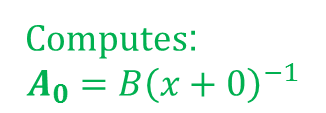 Computes:
A₀ = B(x + 0)⁻¹